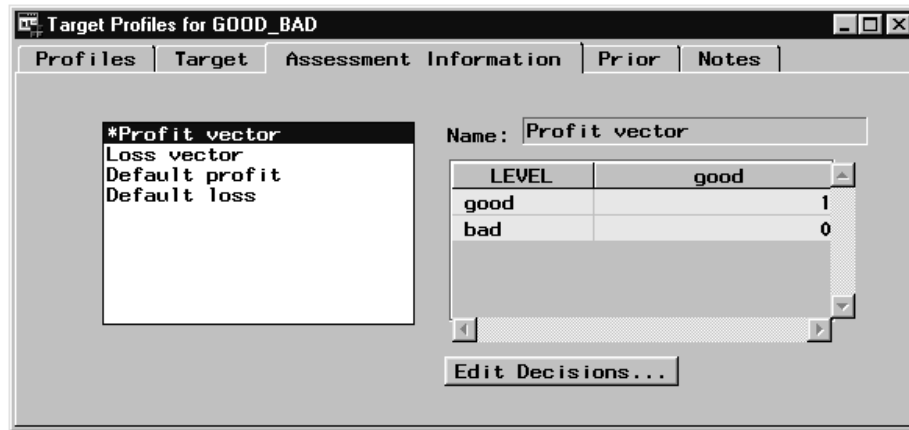 Target Profiles for GOOD_BAD
Profiles Target Assessment Information Prior Notes
*Profit vector
Loss vector
Default profit
Default loss
Name: Profit vector
LEVEL good
good 1
bad 0
Edit Decisions...